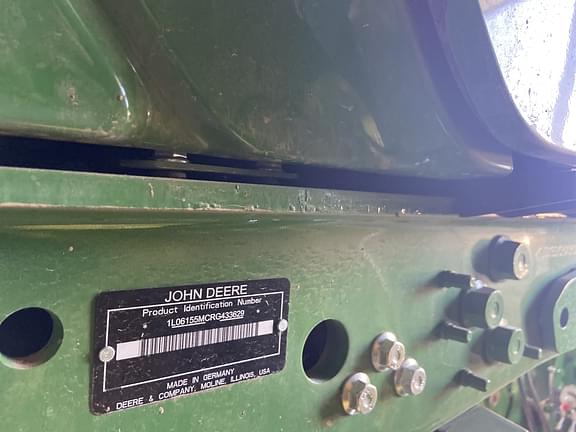 JOHN DEERE
Product Identification Number
1L06155MCRG433629
MADE IN GERMANY
DEERE & COMPANY, MOLINE, ILLINOIS, USA